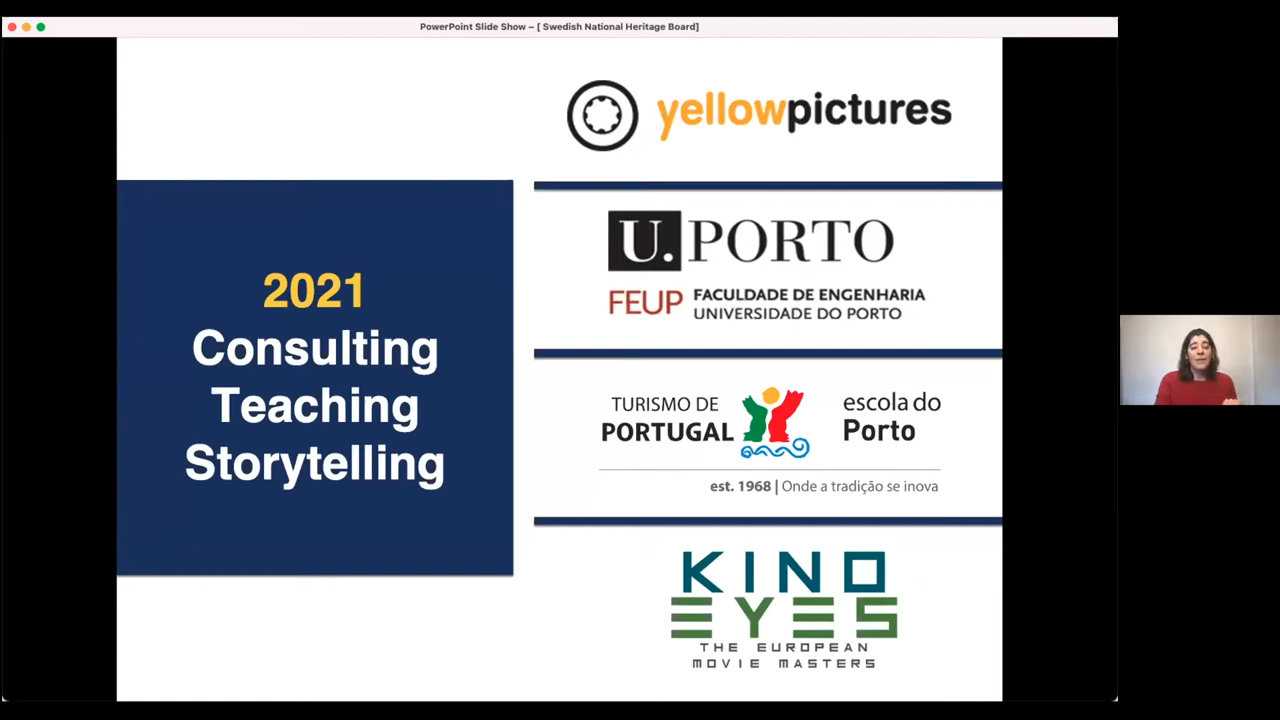 PowerPoint Slide Show – [ Swedish National Heritage Board]
2021
Consulting
Teaching
Storytelling
yellowpictures
U. PORTO
FEUP FACULDADE DE ENGENHARIA
UNIVERSIDADE DO PORTO
TURISMO DE
PORTUGAL
escola do
Porto
est. 1968 | Onde a tradição se inova
KINO
EYES
THE EUROPEAN
MOVIE MASTERS